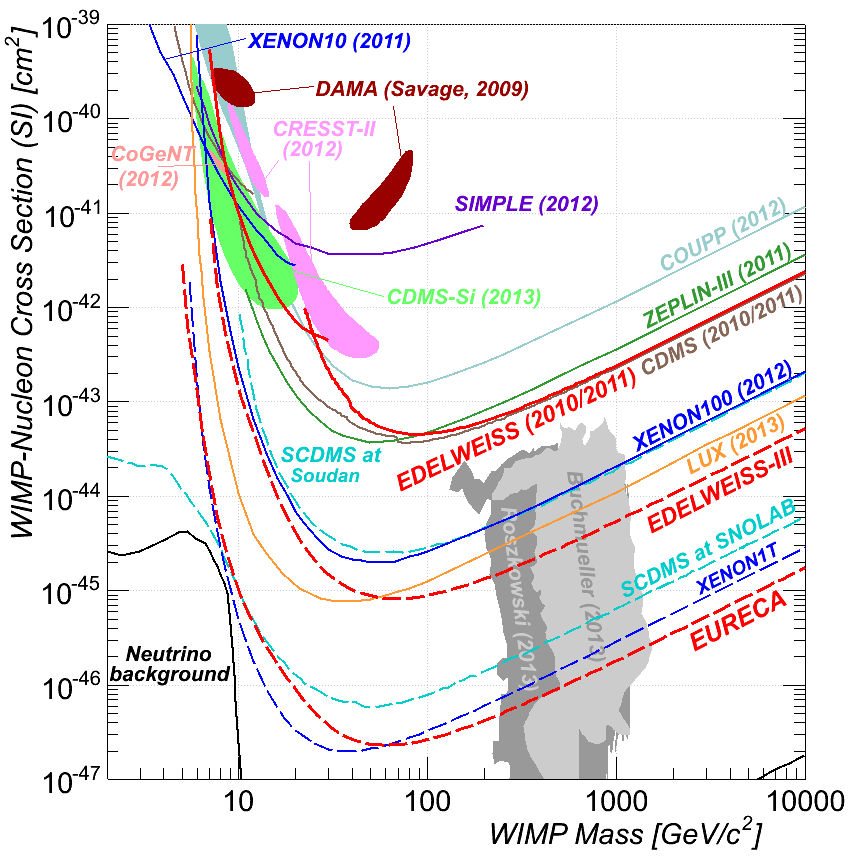 10-39
10-40
10-41
10-42
10-43
10-44
10-45
10-46
10-47
WIMP-Nucleon Cross Section (SI) [cm2]
XENON10 (2011)
DAMA (Savage, 2009)
CRESST-II
(2012)
CoGeNT
(2012)
SIMPLE (2012)
COUPP (2012)
ZEPLIN-III (2011)
CDMS-Si (2013)
CDMS (2010/2011)
EDELWEISS (2010/2011)
XENON100 (2012)
SCDMS at
Soudan
LUX (2013)
EDELWEISS-III
Buchmueller (2013)
Roszkowski (2013)
SCDMS at SNOLAB
XENON1T
EURECA
Neutrino
background
10
100
1000
10000
WIMP Mass [GeV/c2]